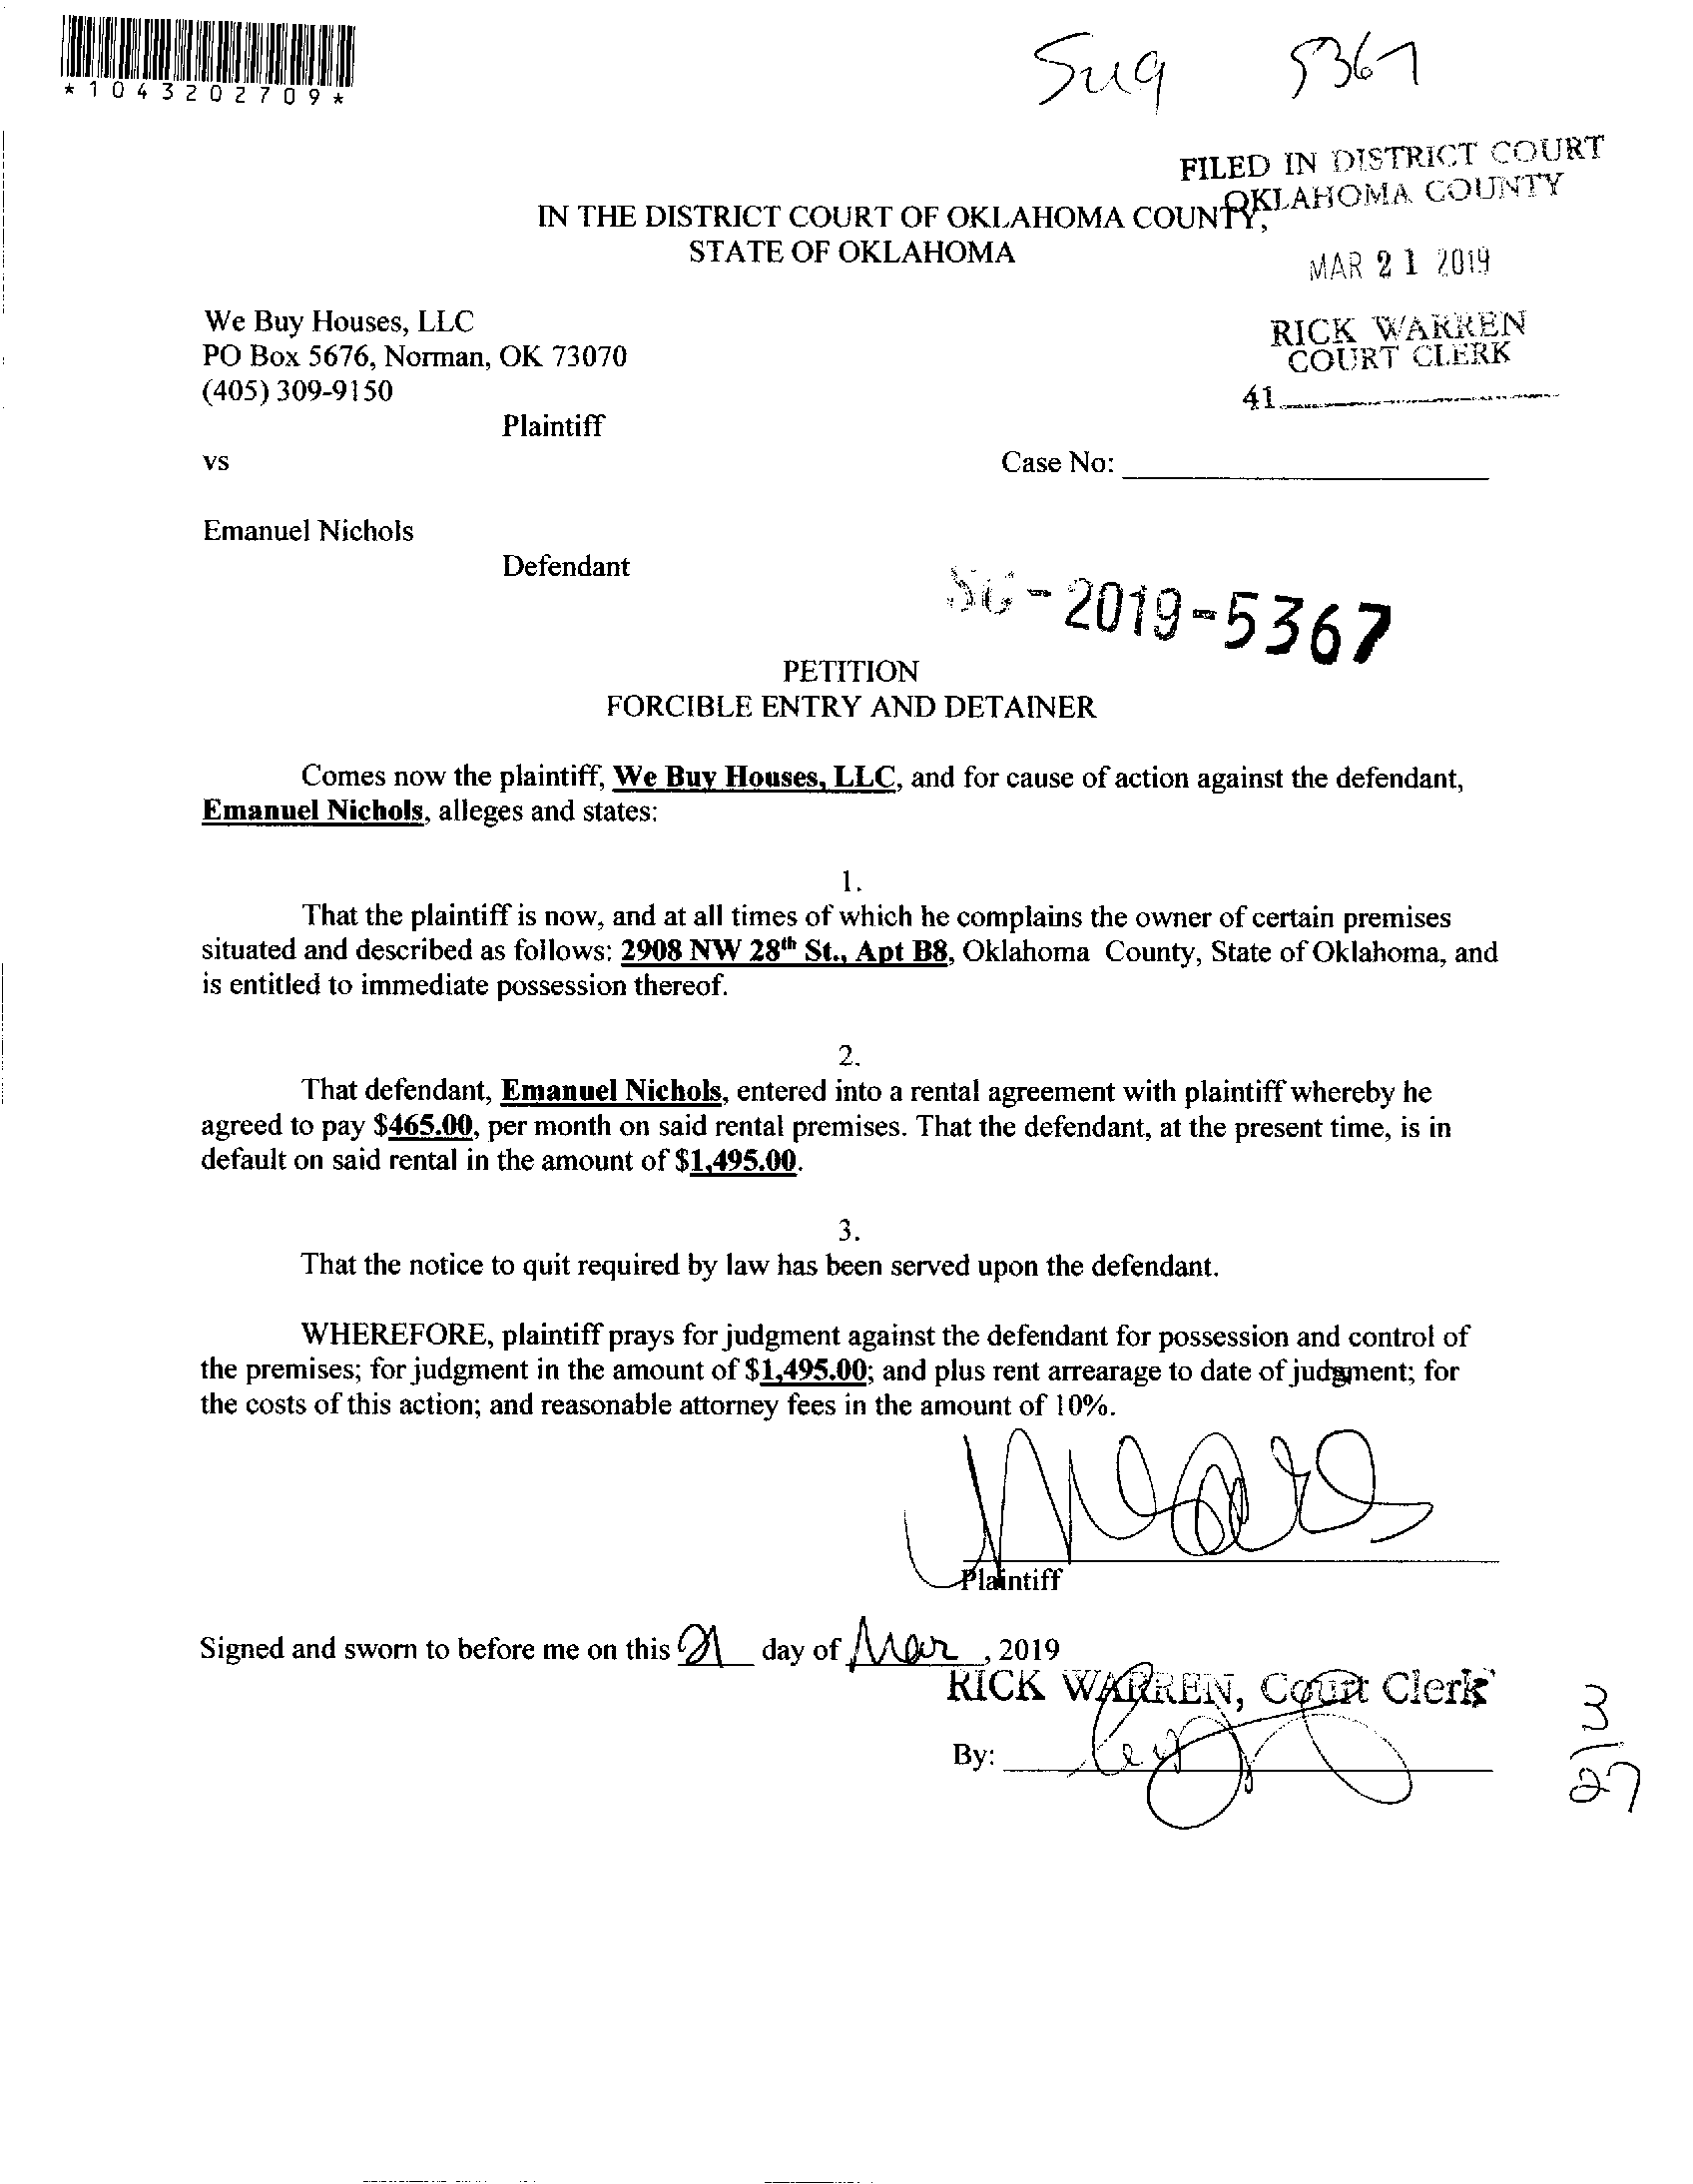 *1043202709*
5367
FILED IN DISTRICT COURT
OKLAHOMA COUNTY
IN THE DISTRICT COURT OF OKLAHOMA COUNTY,
STATE OF OKLAHOMA
MAR 21 2019
We Buy Houses, LLC
RICK WARREN
PO Box 5676, Norman, OK 73070
COURT CLERK
(405) 309-9150
41
Plaintiff
vs
Case No:
Emanuel Nichols
Defendant
SC-2019-5367
PETITION
FORCIBLE ENTRY AND DETAINER
Comes now the plaintiff, We Buy Houses, LLC, and for cause of action against the defendant,
Emanuel Nichols, alleges and states:
1.
That the plaintiff is now, and at all times of which he complains the owner of certain premises
situated and described as follows: 2908 NW 28th St., Apt B8, Oklahoma County, State of Oklahoma, and
is entitled to immediate possession thereof.
2.
That defendant, Emanuel Nichols, entered into a rental agreement with plaintiff whereby he
agreed to pay $465.00, per month on said rental premises. That the defendant, at the present time, is in
default on said rental in the amount of $1,495.00.
3.
That the notice to quit required by law has been served upon the defendant.
WHEREFORE, plaintiff prays for judgment against the defendant for possession and control of
the premises; for judgment in the amount of $1,495.00; and plus rent arrearage to date of judgment; for
the costs of this action; and reasonable attorney fees in the amount of 10%.
Plaintiff
Signed and sworn to before me on this 21 day of Mar, 2019
RICK WARREN, Court Clerk
By:
3/27